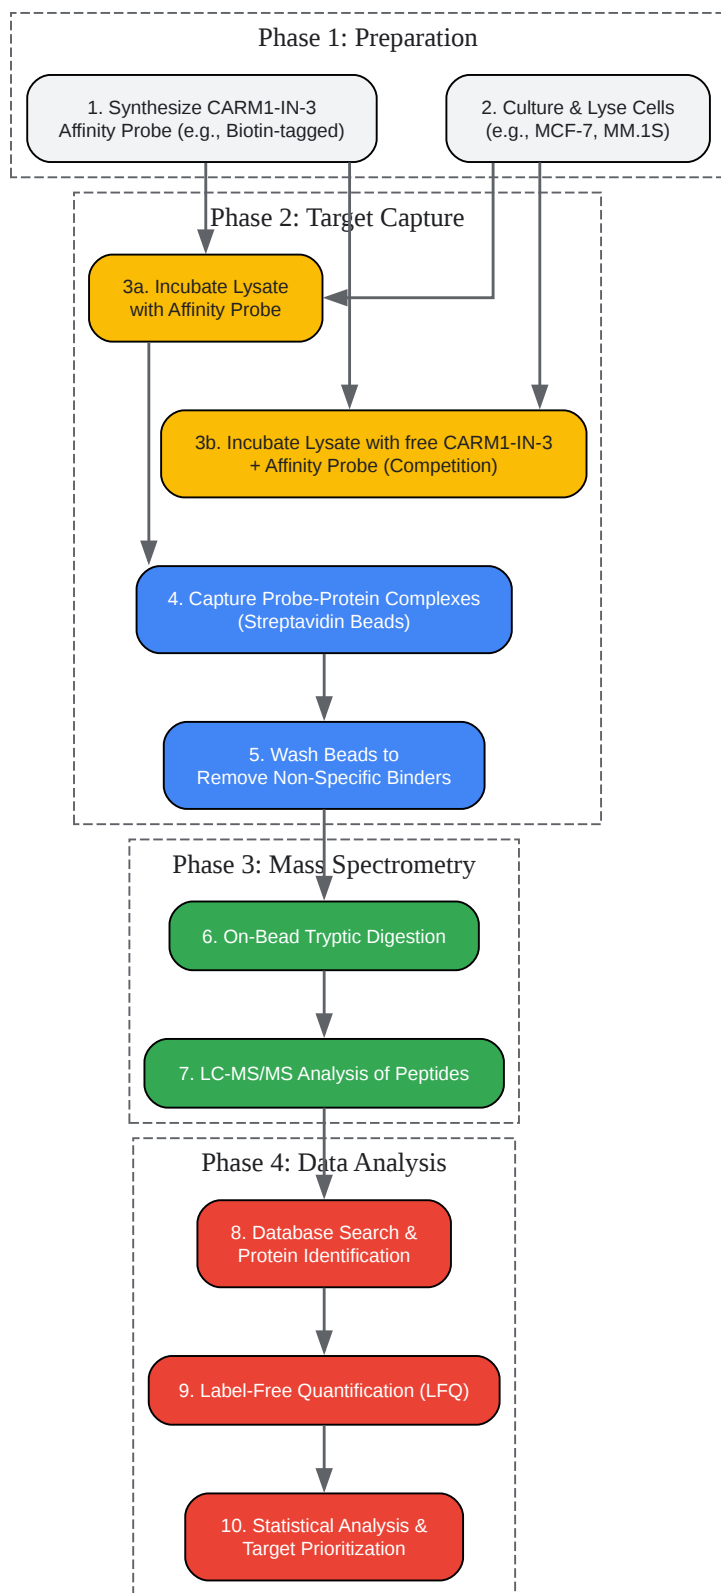 Phase 1: Preparation
1. Synthesize CARM1-IN-3
Affinity Probe (e.g., Biotin-tagged)
2. Culture & Lyse Cells
(e.g., MCF-7, MM.1S)
Phase 2: Target Capture
3a. Incubate Lysate
with Affinity Probe
3b. Incubate Lysate with free CARM1-IN-3
+ Affinity Probe (Competition)
4. Capture Probe-Protein Complexes
(Streptavidin Beads)
5. Wash Beads to
Remove Non-Specific Binders
Phase 3: Mass Spectrometry
6. On-Bead Tryptic Digestion
7. LC-MS/MS Analysis of Peptides
Phase 4: Data Analysis
8. Database Search &
Protein Identification
9. Label-Free Quantification (LFQ)
10. Statistical Analysis &
Target Prioritization